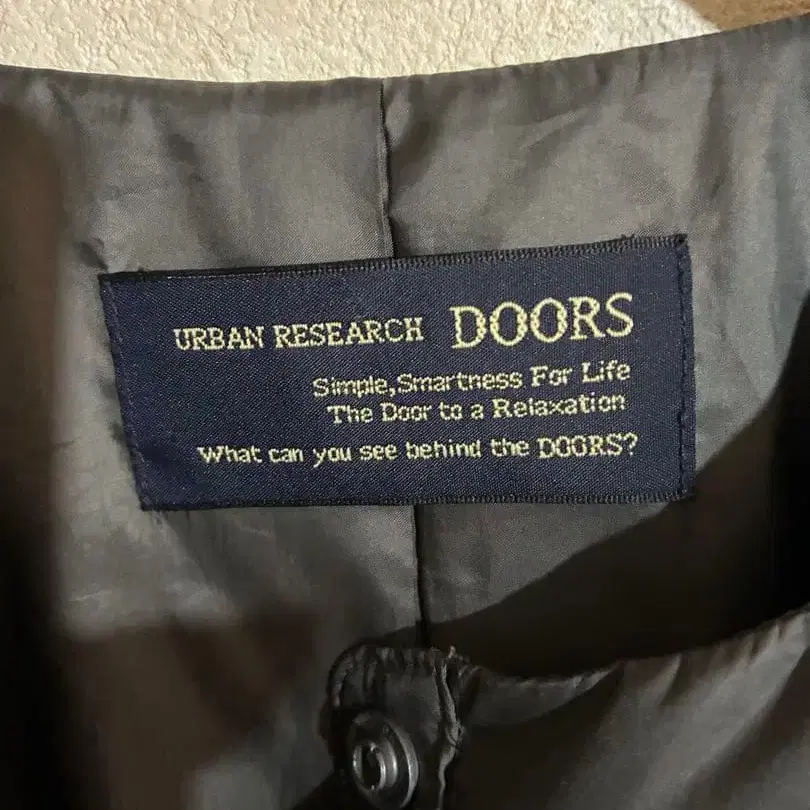 URBAN RESEARCH DOORS
Simple,Smartness For Life
The Door to a Relaxation
What can you see behind the DOORS?